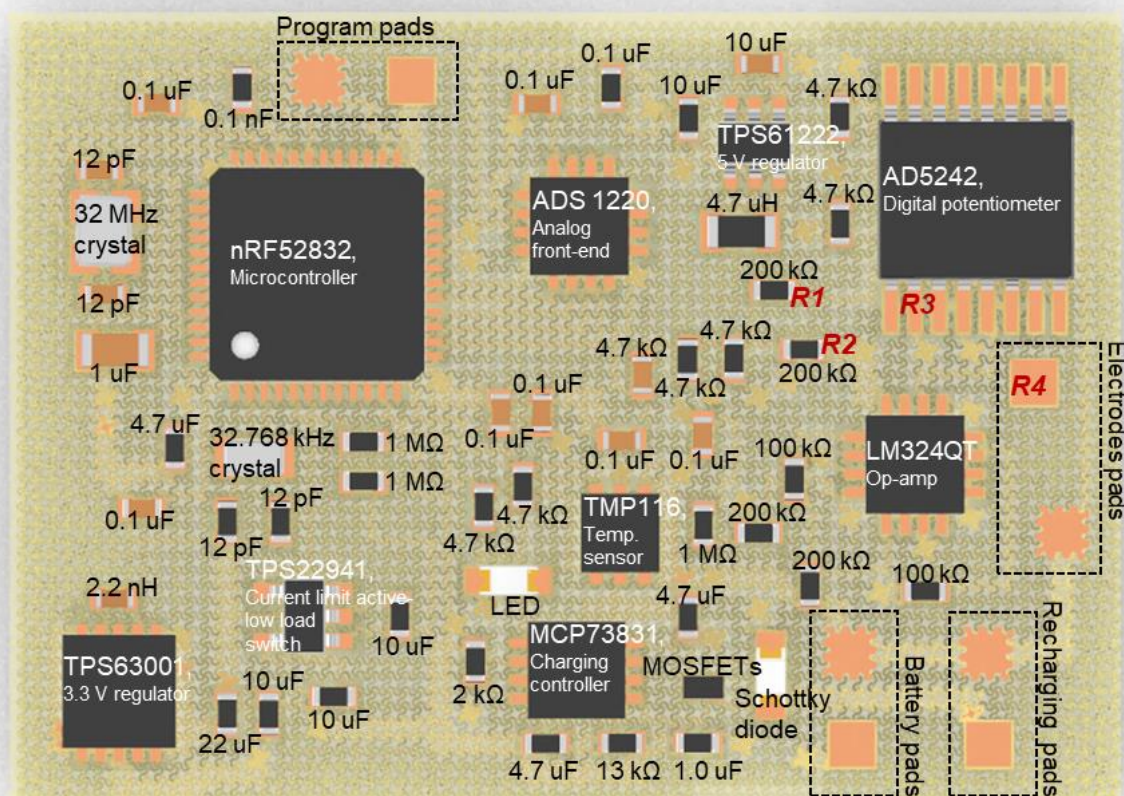 Program pads
0.1 uF
0.1 nF
0.1 uF
0.1 uF
10 uF
10 uF
4.7 kΩ
TPS61222,
5 V regulator
AD5242,
Digital potentiometer
12 pF
32 MHz
crystal
12 pF
1 uF
nRF52832,
Microcontroller
ADS 1220,
Analog
front-end
4.7 uH
4.7 kΩ
200 kΩ
R1
R3
4.7 kΩ
4.7 kΩ
4.7 kΩ
R2
200 kΩ
R4
Electrodes pads
4.7 uF
32.768 kHz
crystal
1 MΩ
1 MΩ
0.1 uF
0.1 uF
0.1 uF
0.1 uF
100 kΩ
LM324QT
Op-amp
0.1 uF
12 pF
12 pF
4.7 kΩ
4.7 kΩ
TMP116,
Temp.
sensor
1 MΩ
200 kΩ
200 kΩ
100 kΩ
2.2 nH
TPS22941,
Current limit active-
low load
switch
10 uF
LED
4.7 uF
TPS63001,
3.3 V regulator
10 uF
22 uF
10 uF
2 kΩ
MCP73831,
Charging
controller
MOSFETs
Schottky
diode
4.7 uF
13 kΩ
1.0 uF
Battery pads
Recharging pads